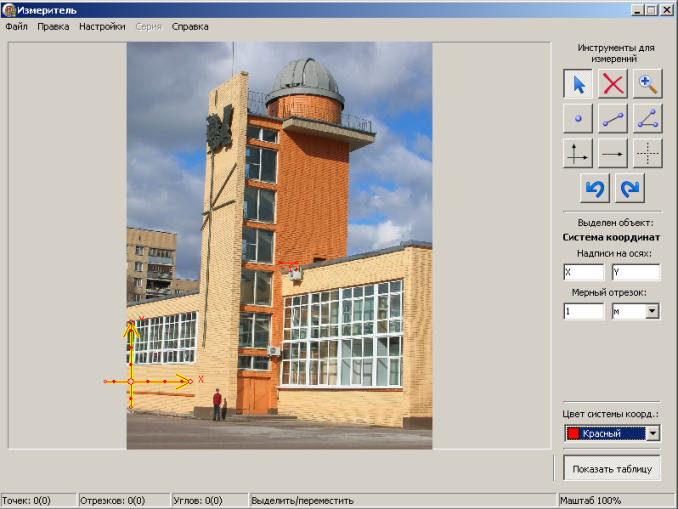 Измеритель
Файл Правка Настройки Серия Справка
Инструменты для
измерений
Выделен объект:
Система координат
Надписи на осях:
X Y
Мерный отрезок:
1 м
Y
X
Цвет системы коорд.:
Красный
Показать таблицу
Точек: 0(0) Отрезков: 0(0) Углов: 0(0) Выделить/переместить Маштаб 100%